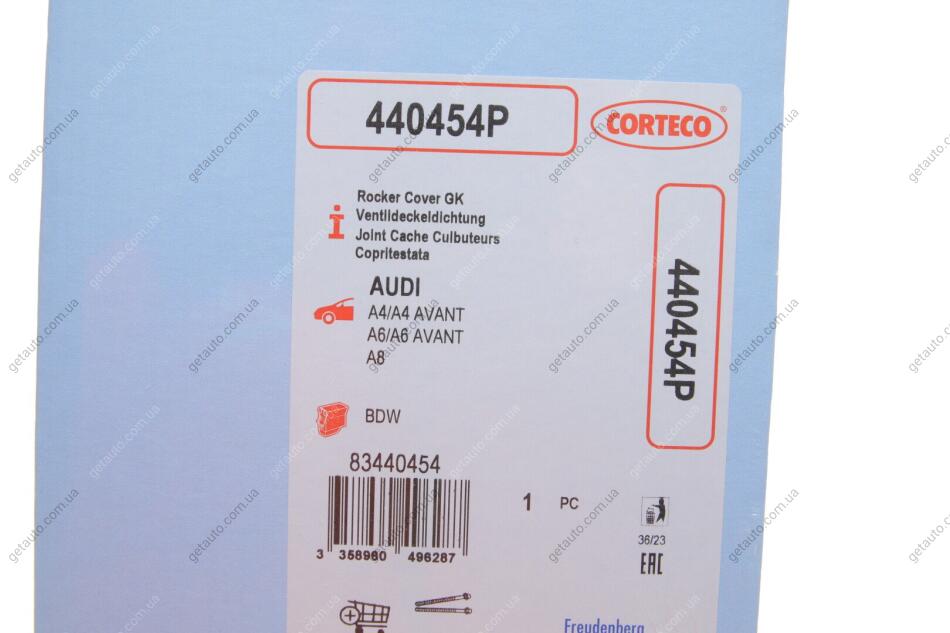 440454P
CORTECO®
Rocker Cover GK
Ventildeckeldichtung
Joint Cache Culbuteurs
Copritestata
AUDI
A4/A4 AVANT
A6/A6 AVANT
A8
440454P
BDW
83440454
3 358960 496287
1 PC
36/23
EAC
Freudenberg
getauto.com.ua